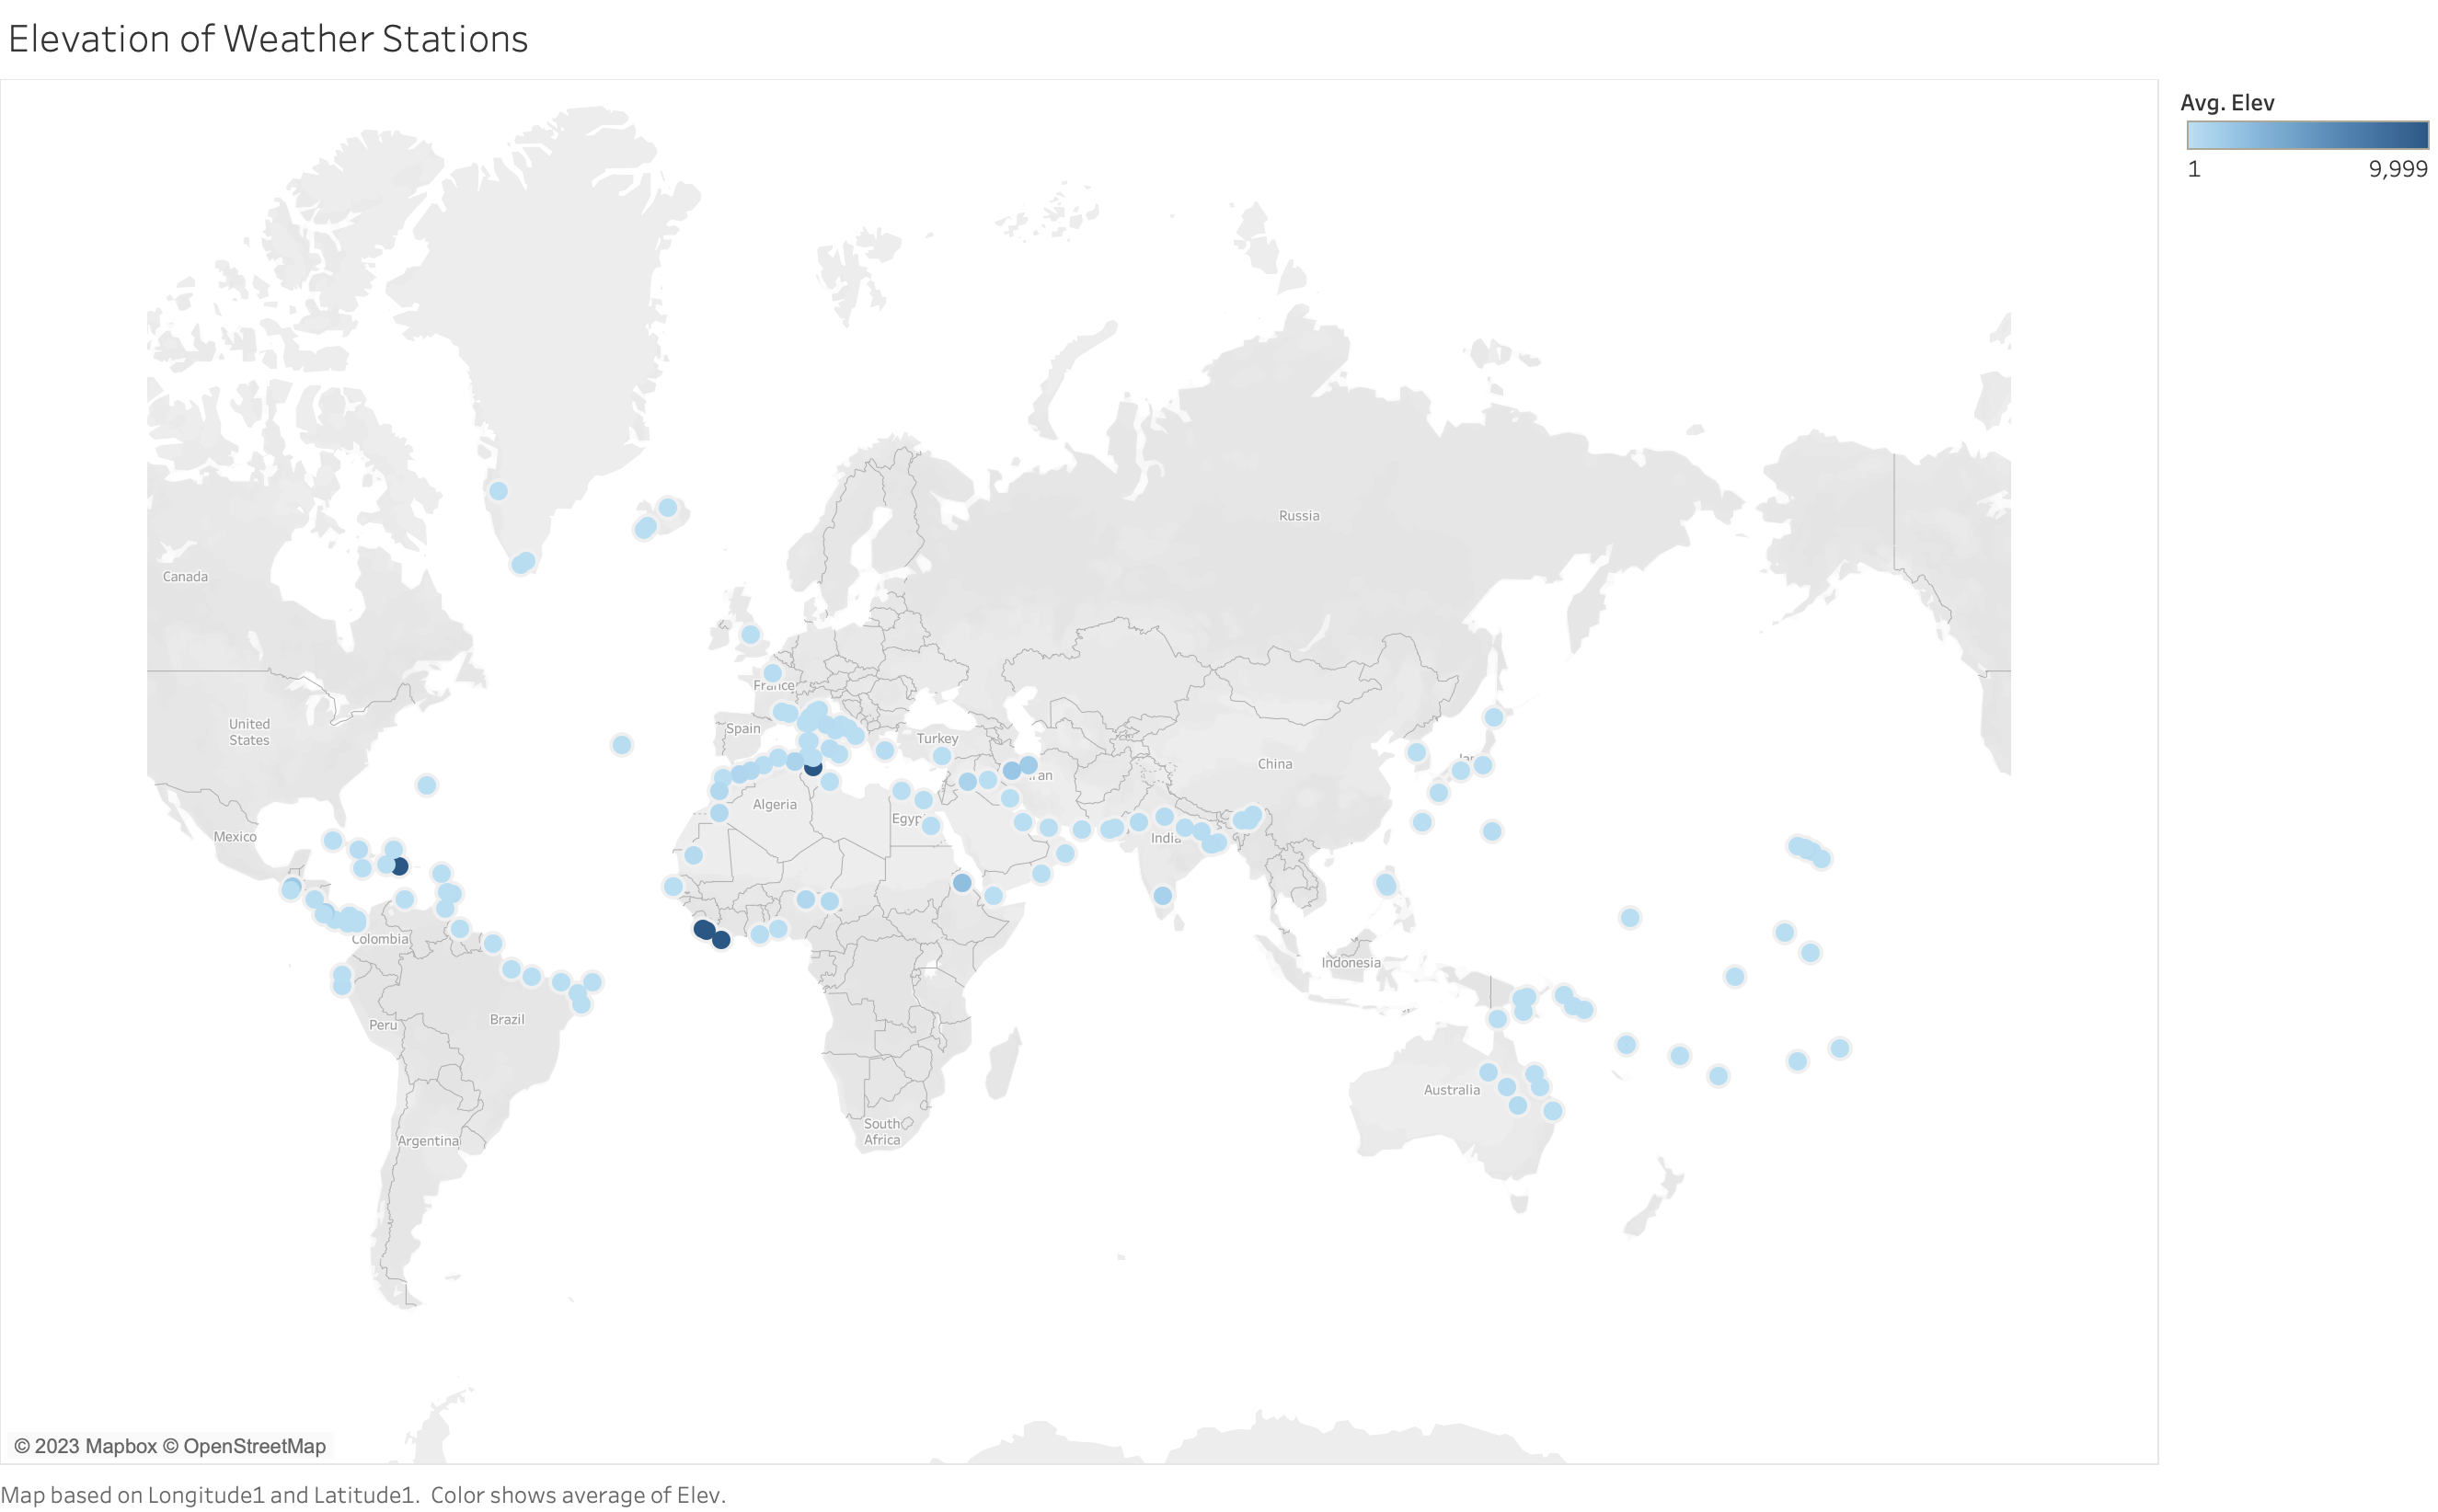 Elevation of Weather Stations
Avg. Elev
1
9,999
Russia
Canada
France
United
States
Spain
Turkey
China
Algeria
Mexico
India
Colombia
Indonesia
Peru
Brazil
Australia
South
Africa
Argentina
© 2023 Mapbox © OpenStreetMap
Map based on Longitude1 and Latitude1. Color shows average of Elev.